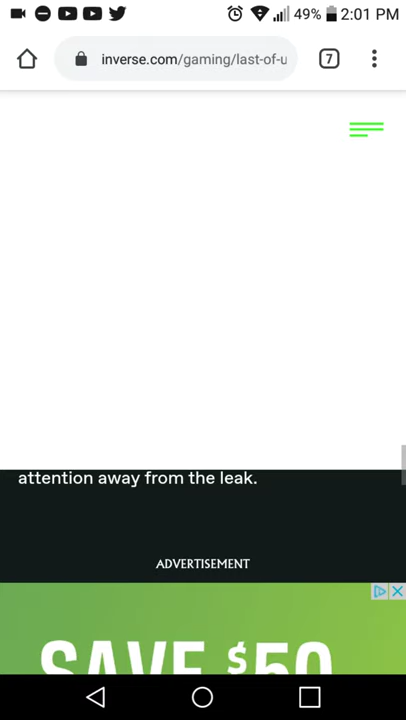 49% 2:01 PM
inverse.com/gaming/last-of-u
7
attention away from the leak.
ADVERTISEMENT
SAVE $50